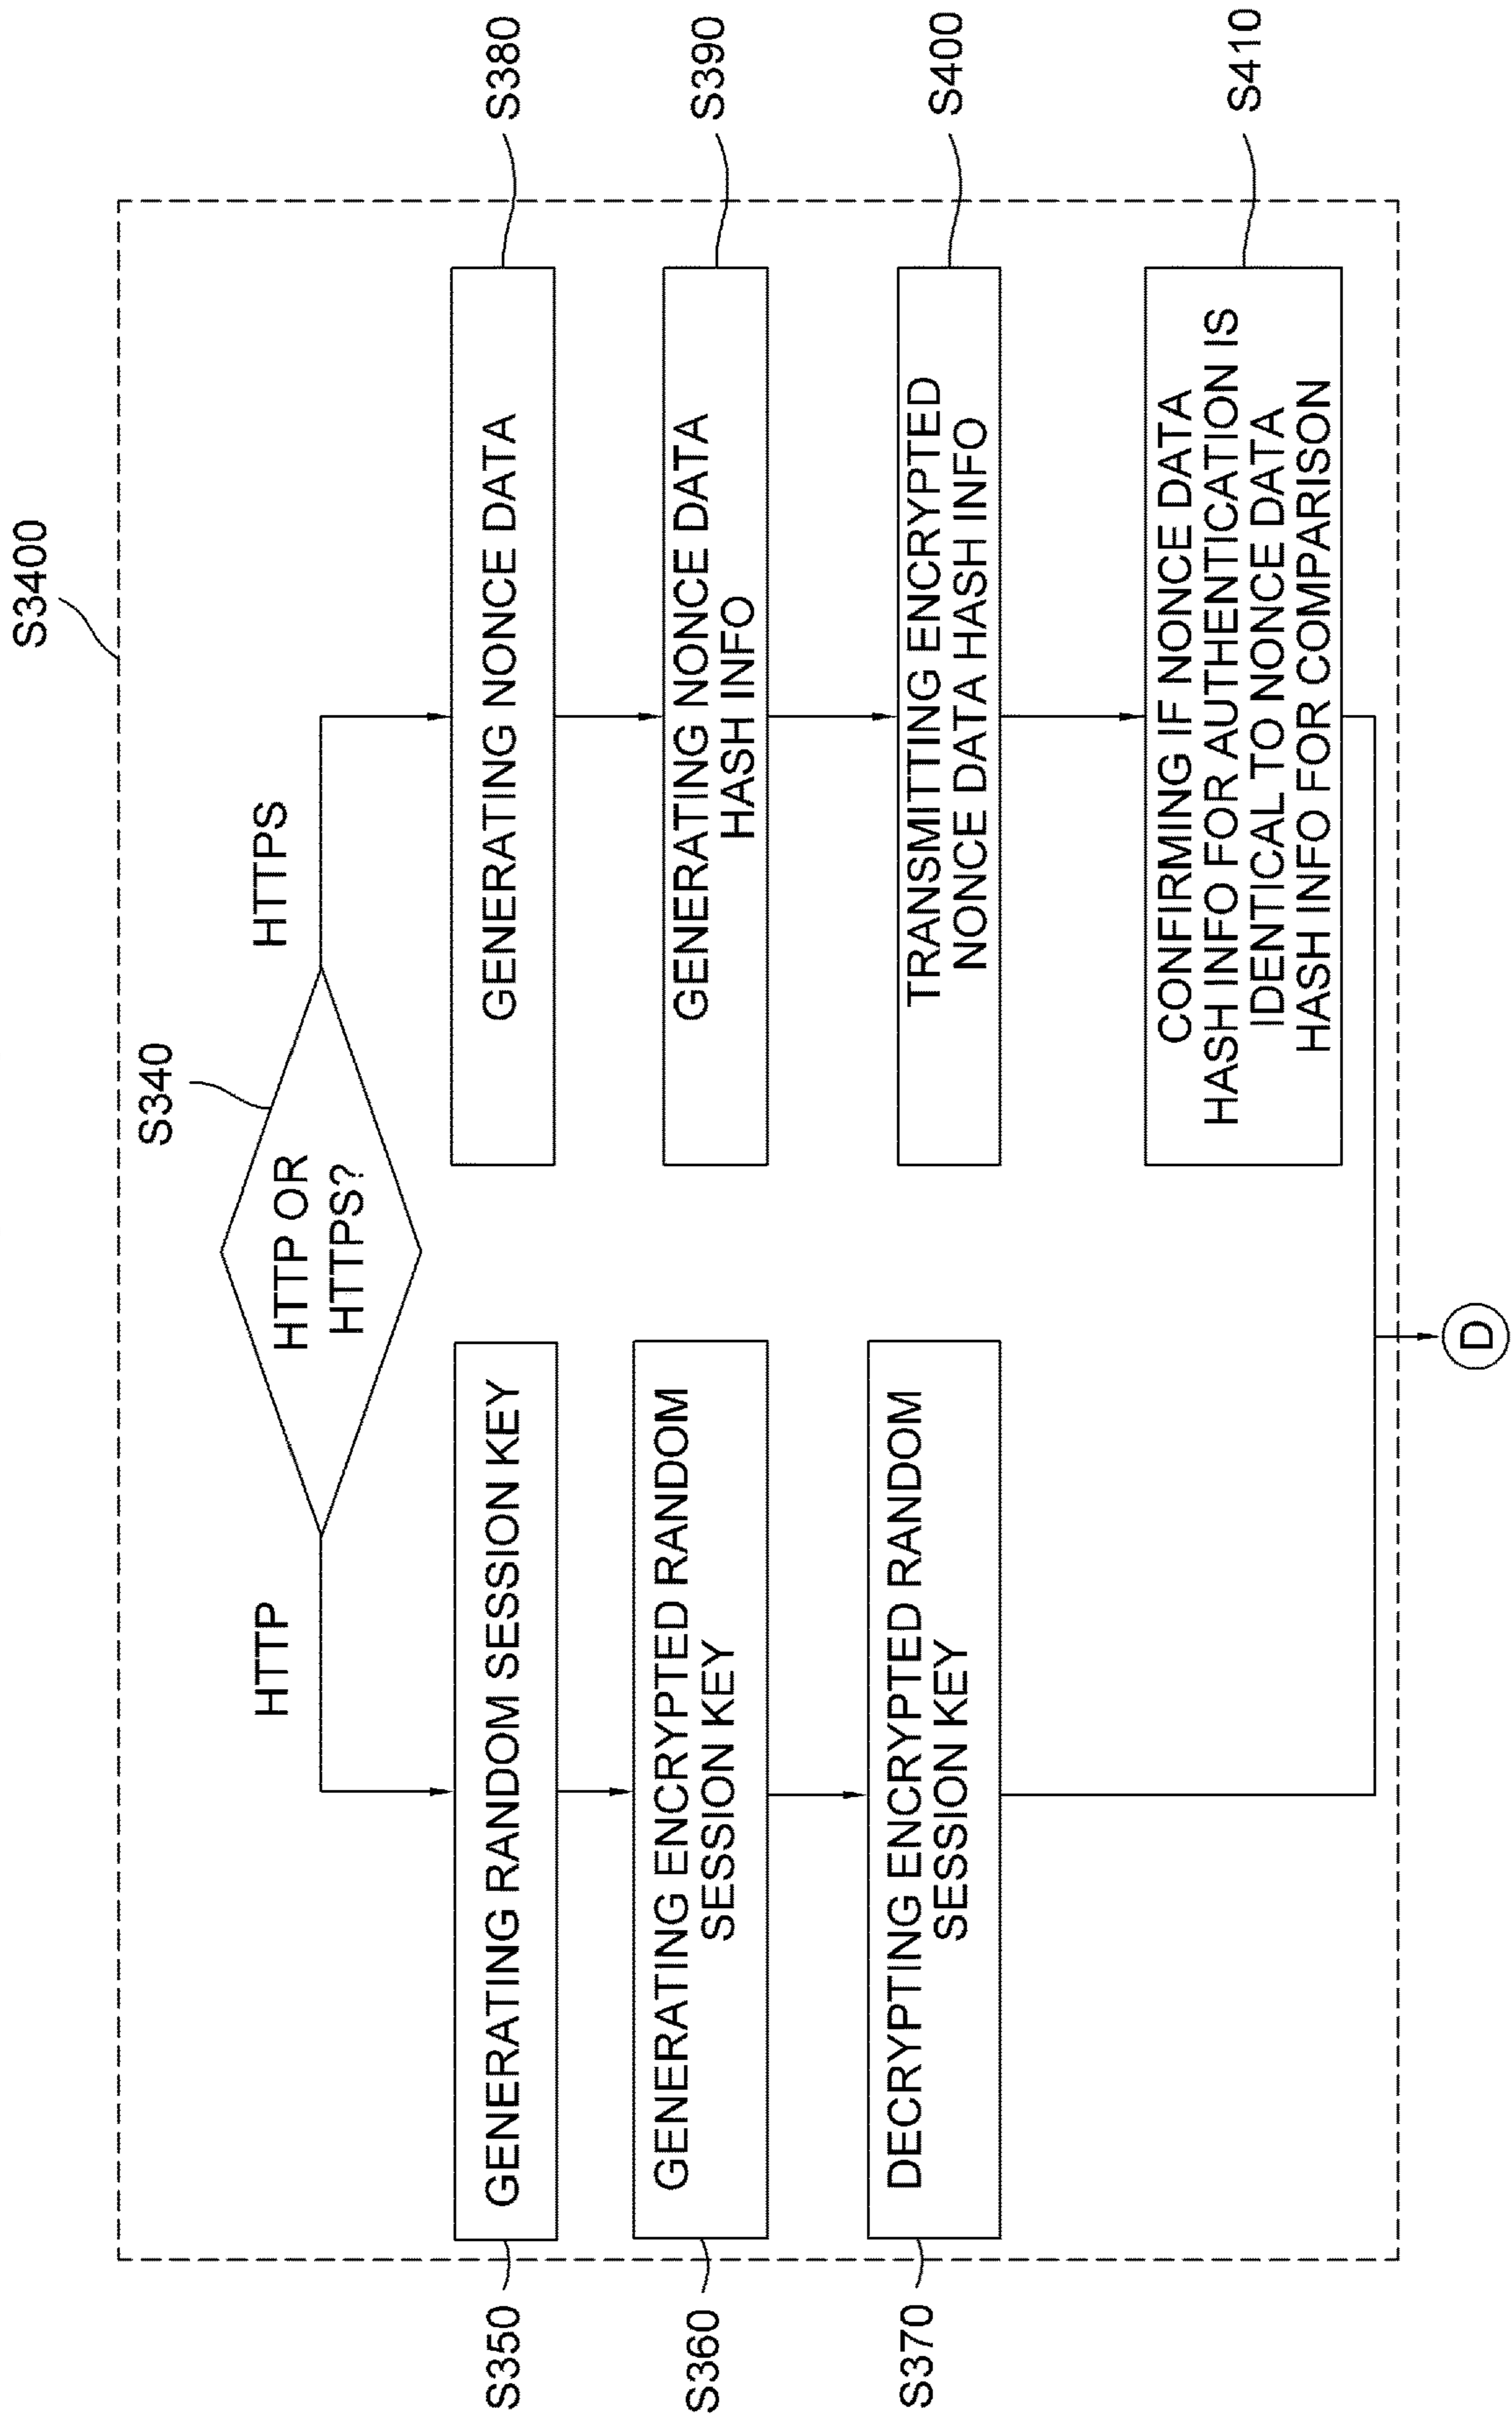 S3400
S340
HTTP OR
HTTPS?
HTTP
HTTPS
S350
GENERATING RANDOM SESSION KEY
S360
GENERATING ENCRYPTED RANDOM
SESSION KEY
S370
DECRYPTING ENCRYPTED RANDOM
SESSION KEY
GENERATING NONCE DATA
S380
GENERATING NONCE DATA
HASH INFO
S390
TRANSMITTING ENCRYPTED
NONCE DATA HASH INFO
S400
CONFIRMING IF NONCE DATA
HASH INFO FOR AUTHENTICATION IS
IDENTICAL TO NONCE DATA
HASH INFO FOR COMPARISON
S410
D